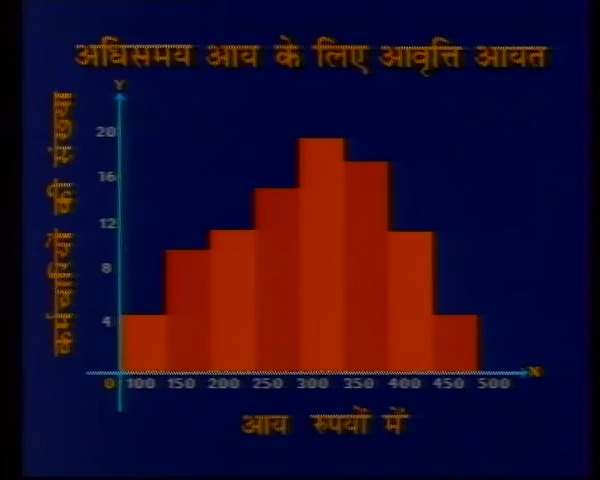 अधिसमय आय के लिए आवृत्ति आयत
Y
कर्मचारियों की संख्या
20
16
12
8
4
0 100 150 200 250 300 350 400 450 500
X
आय रुपयों में